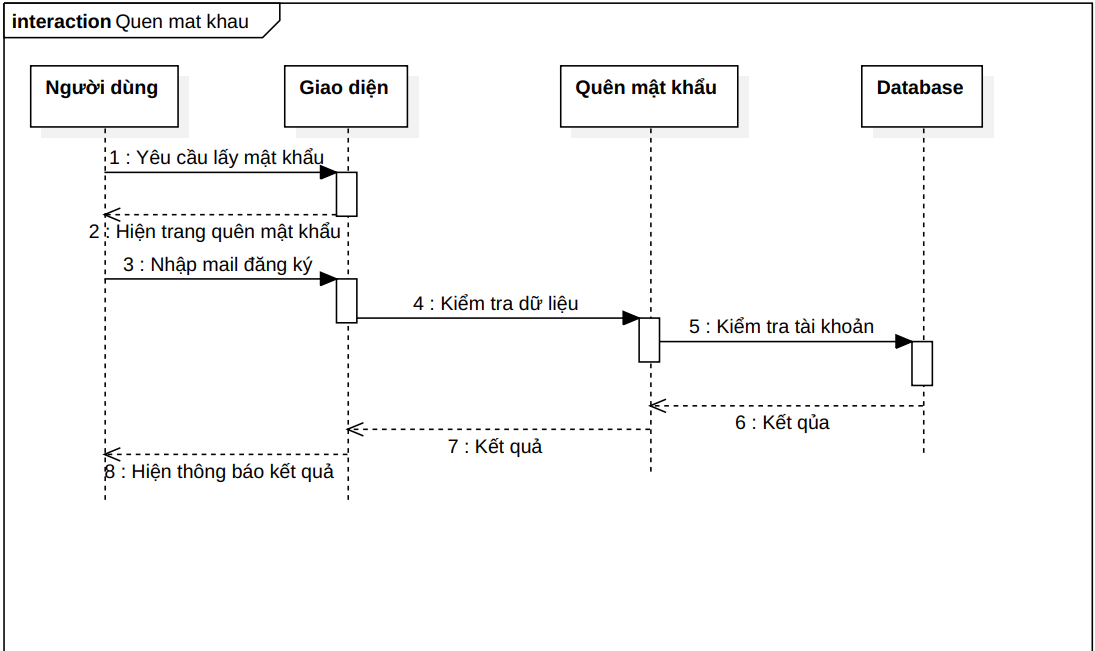 interaction Quen mat khau
Người dùng
Giao diện
Quên mật khẩu
Database
1 : Yêu cầu lấy mật khẩu
2 : Hiện trang quên mật khẩu
3 : Nhập mail đăng ký
4 : Kiểm tra dữ liệu
5 : Kiểm tra tài khoản
6 : Kết qủa
7 : Kết quả
8 : Hiện thông báo kết quả